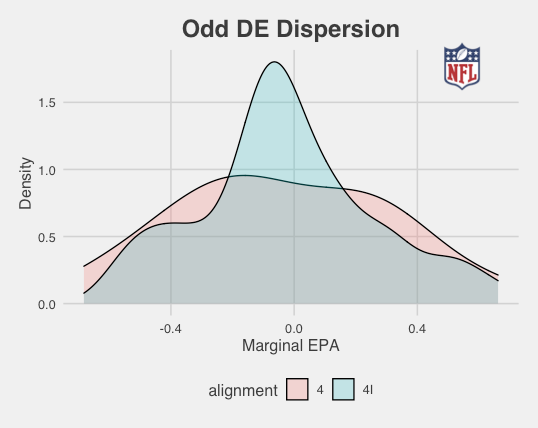 Odd DE Dispersion
NFL
Density
1.5
1.0
0.5
0.0
-0.4 0.0 0.4
Marginal EPA
alignment 4 4I